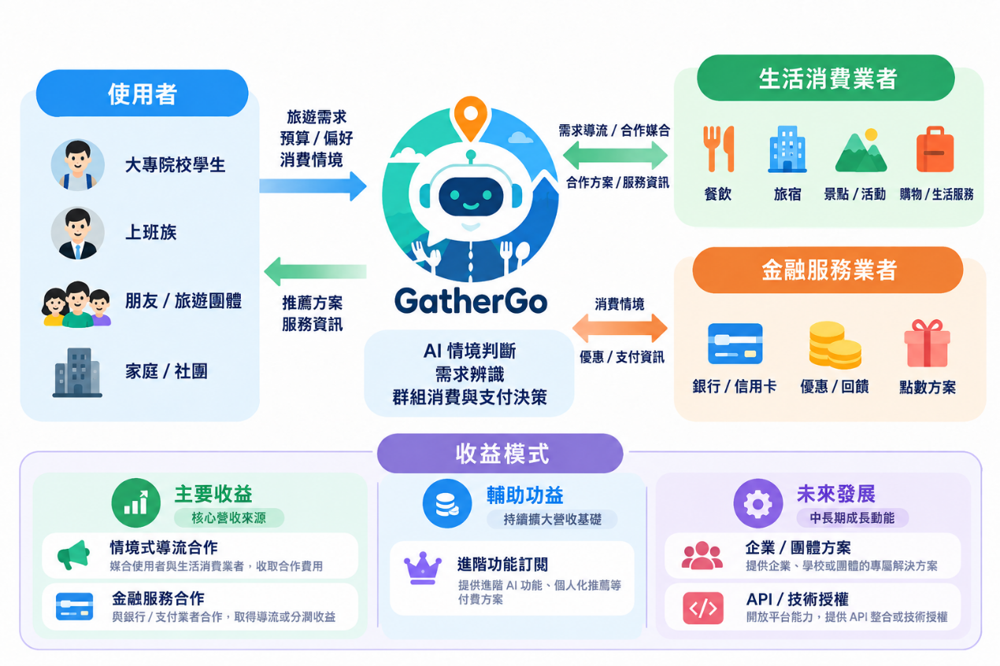 使用者
大專院校學生
上班族
朋友 / 旅遊團體
家庭 / 社團
旅遊需求
預算 / 偏好
消費情境
推薦方案
服務資訊
GatherGo
AI 情境判斷
需求辨識
群組消費與支付決策
需求導流 / 合作媒合
合作方案 / 服務資訊
消費情境
優惠 / 支付資訊
生活消費業者
餐飲
旅宿
景點 / 活動
購物 / 生活服務
金融服務業者
銀行 / 信用卡
優惠 / 回饋
點數方案
收益模式
主要收益
核心營收來源
情境式導流合作
媒合使用者與生活消費業者，收取合作費用
金融服務合作
與銀行 / 支付業者合作，取得導流或分潤收益
輔助功益
持續擴大營收基礎
進階功能訂閱
提供進階 AI 功能、個人化推薦等
付費方案
未來發展
中長期成長動能
企業 / 團體方案
提供企業、學校或團體的專屬解決方案
API / 技術授權
開放平台能力，提供 API 整合或技術授權